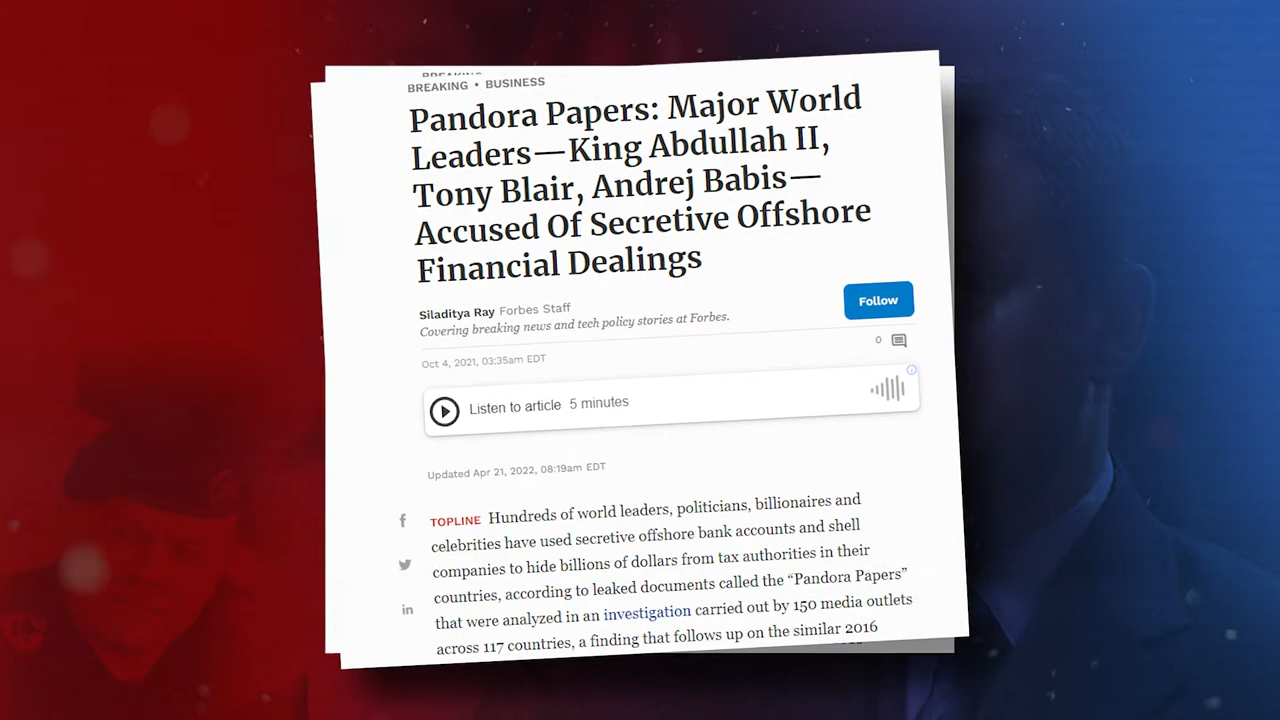 BREAKING
BREAKING • BUSINESS
Pandora Papers: Major World
Leaders—King Abdullah II,
Tony Blair, Andrej Babis—
Accused Of Secretive Offshore
Financial Dealings
Siladitya Ray Forbes Staff
Follow
Covering breaking news and tech policy stories at Forbes.
0
Oct 4, 2021, 03:35am EDT
Listen to article 5 minutes
Updated Apr 21, 2022, 08:19am EDT
TOPLINE Hundreds of world leaders, politicians, billionaires and
celebrities have used secretive offshore bank accounts and shell
companies to hide billions of dollars from tax authorities in their
countries, according to leaked documents called the “Pandora Papers”
that were analyzed in an investigation carried out by 150 media outlets
across 117 countries, a finding that follows up on the similar 2016